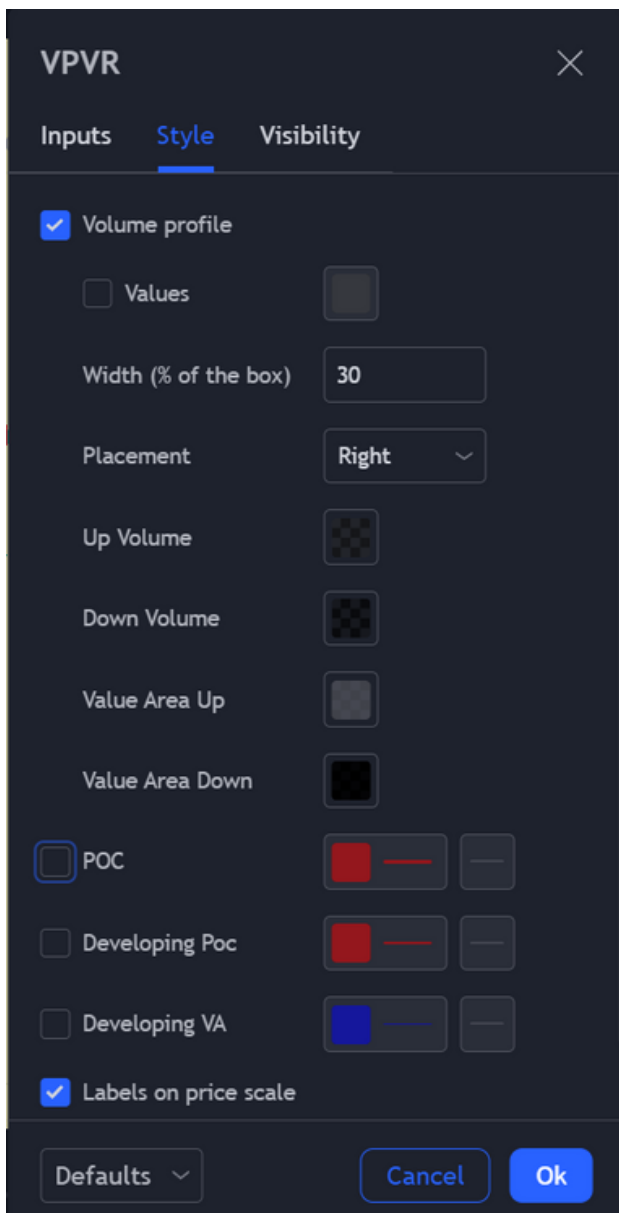 VPVR
Inputs Style Visibility
Volume profile
Values
Width (% of the box) 30
Placement Right
Up Volume
Down Volume
Value Area Up
Value Area Down
POC
Developing Poc
Developing VA
Labels on price scale
Defaults Cancel Ok